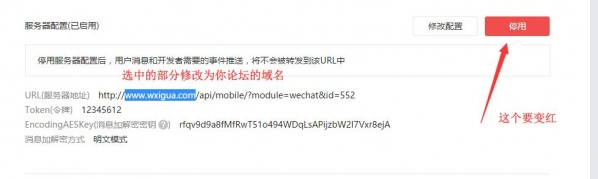 服务器配置(已启用)
修改配置
停用
停用服务器配置后，用户消息和开发者需要的事件推送，将不会被转发到该URL中
选中的部分修改为你论坛的域名
URL(服务器地址) http://www.wxigua.com/api/mobile/?module=wechat&id=552
Token(令牌) 12345612
EncodingAESKey(消息加解密密钥?) rfqv9d9a8fMfRwT51o494WDqLsAPijzbW2I7Vxr8ejA
消息加解密方式 明文模式
这个要变红